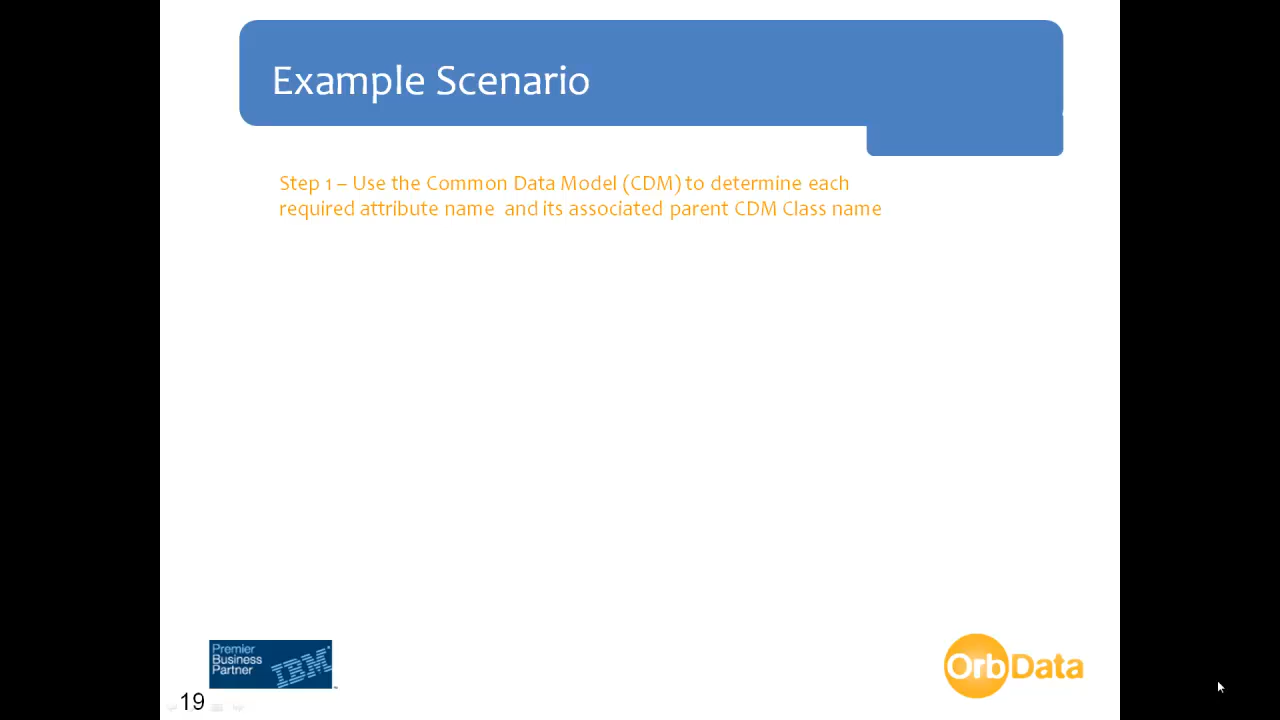 Example Scenario
Step 1 – Use the Common Data Model (CDM) to determine each
required attribute name  and its associated parent CDM Class name
Premier
Business
Partner
IBM
™
OrbData
19